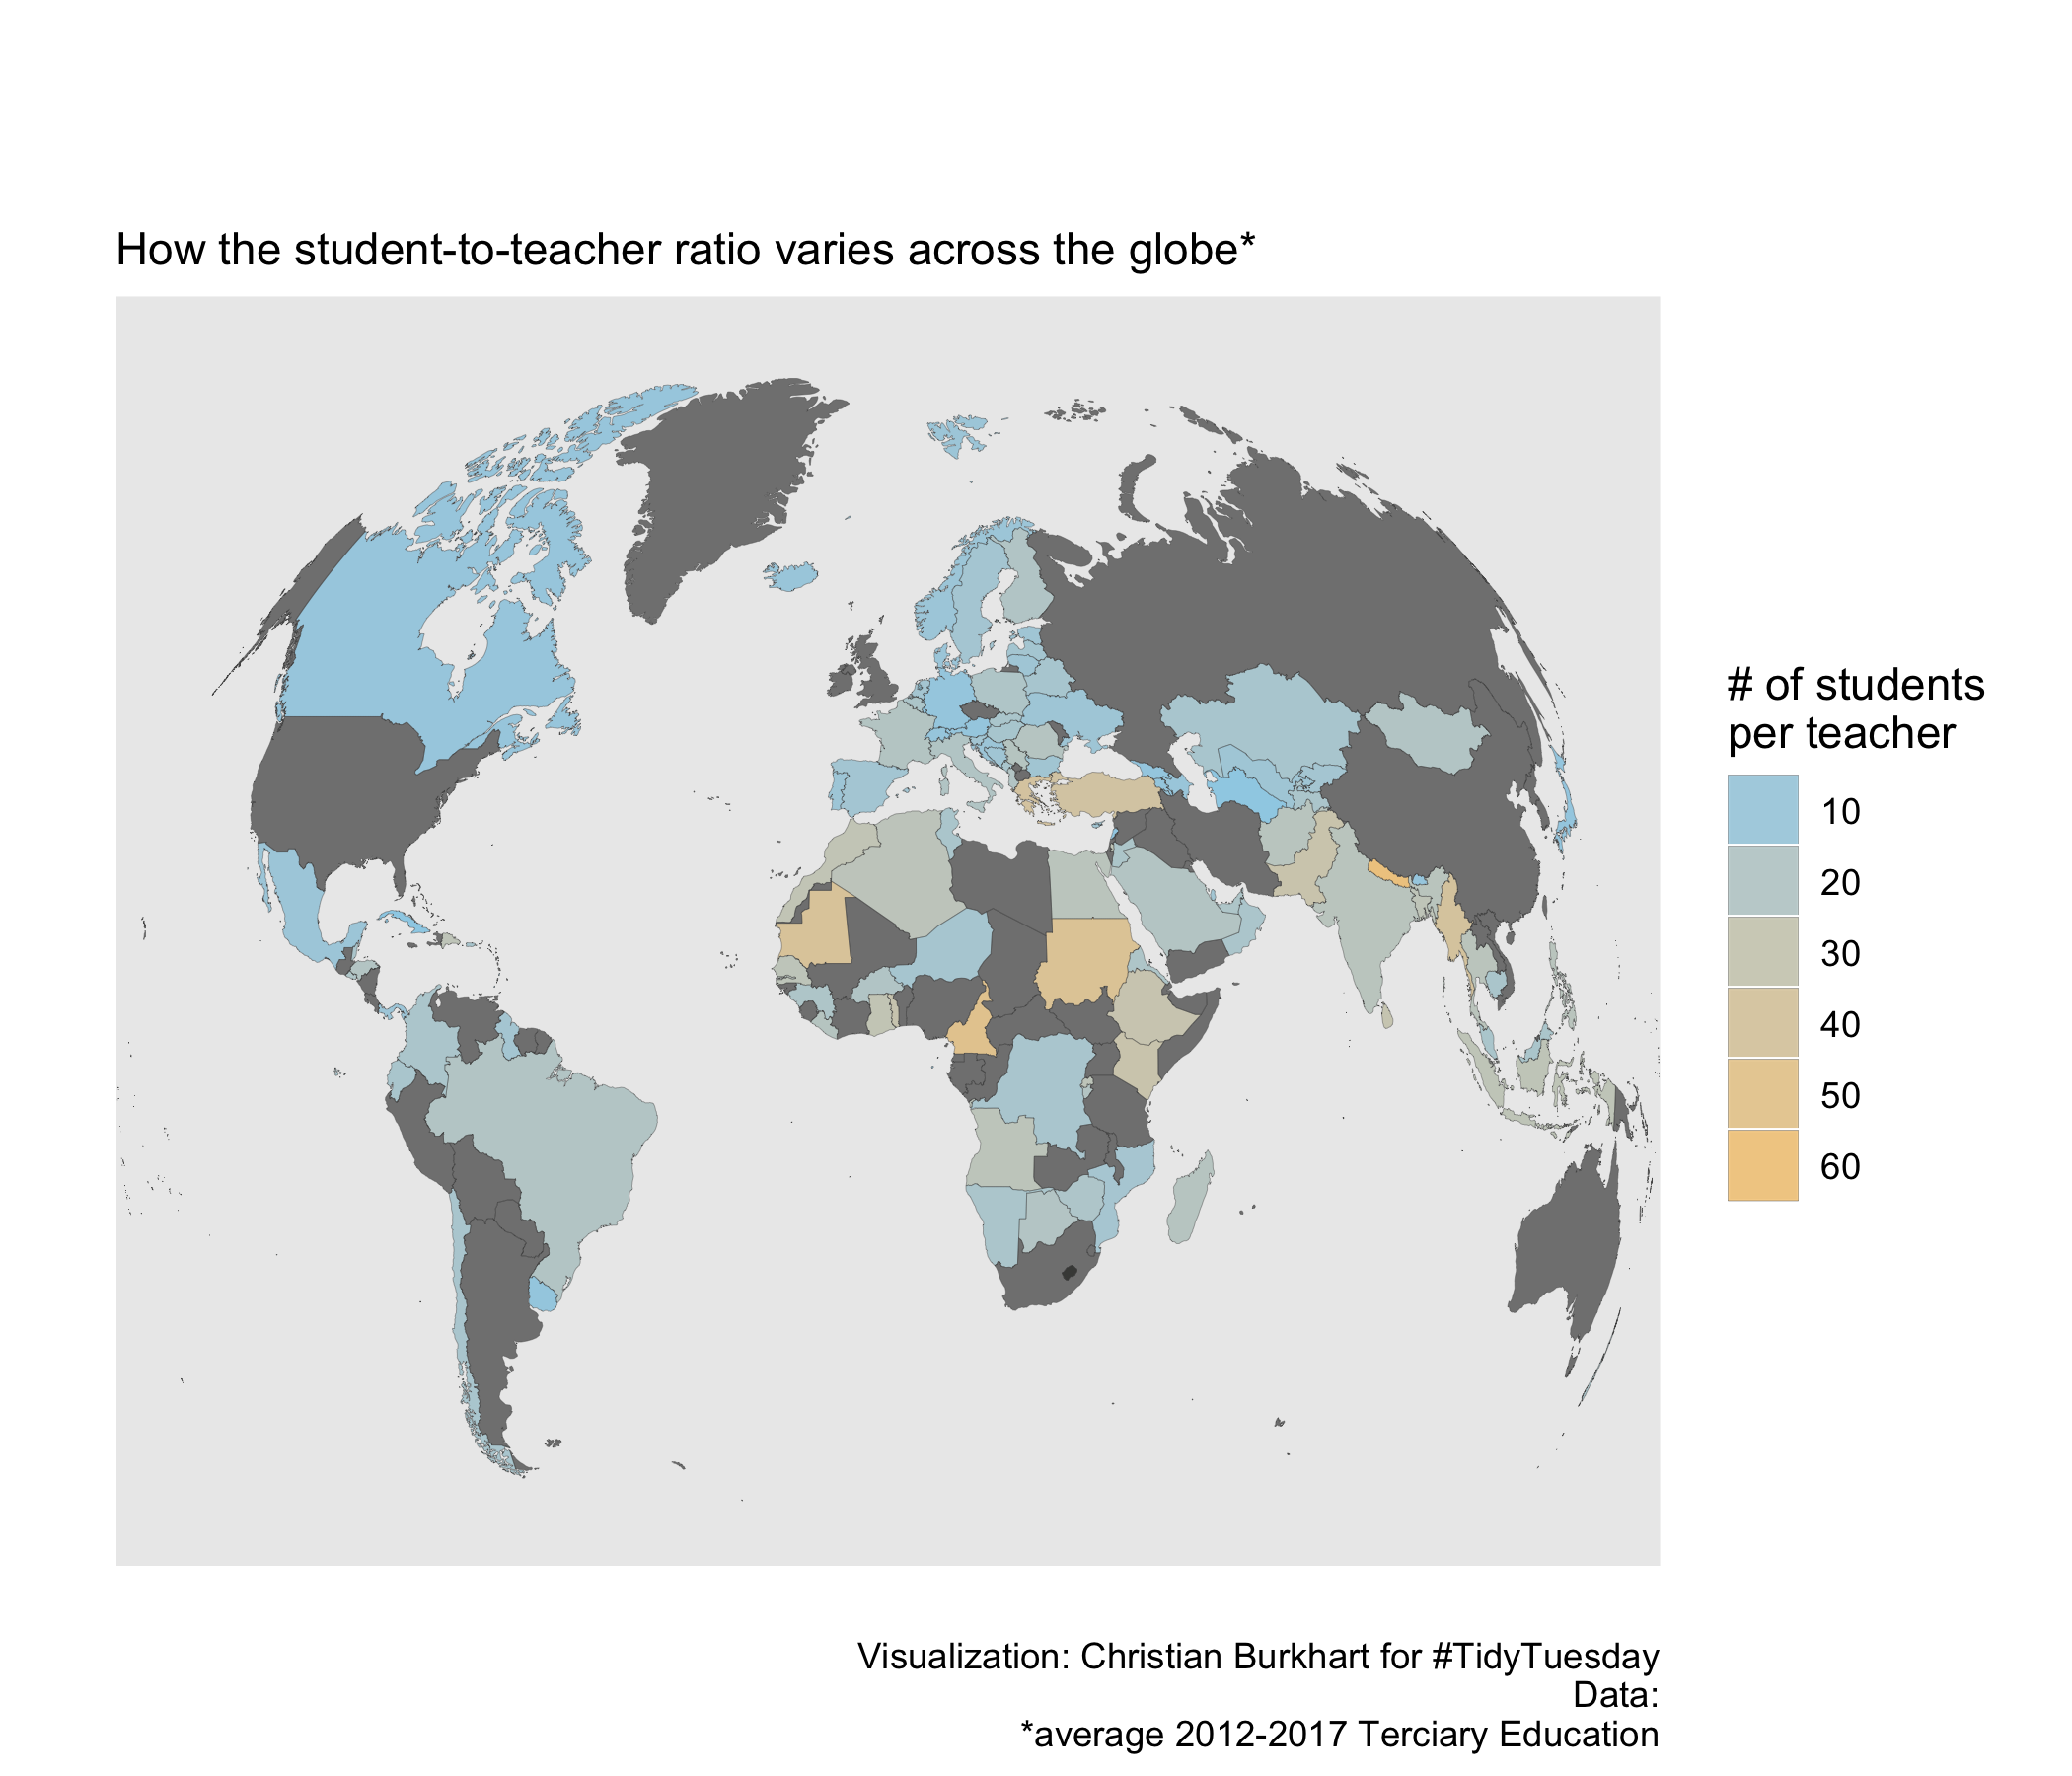 How the student-to-teacher ratio varies across the globe*
# of students
per teacher
10
20
30
40
50
60
Visualization: Christian Burkhart for #TidyTuesday
Data:
*average 2012-2017 Terciary Education